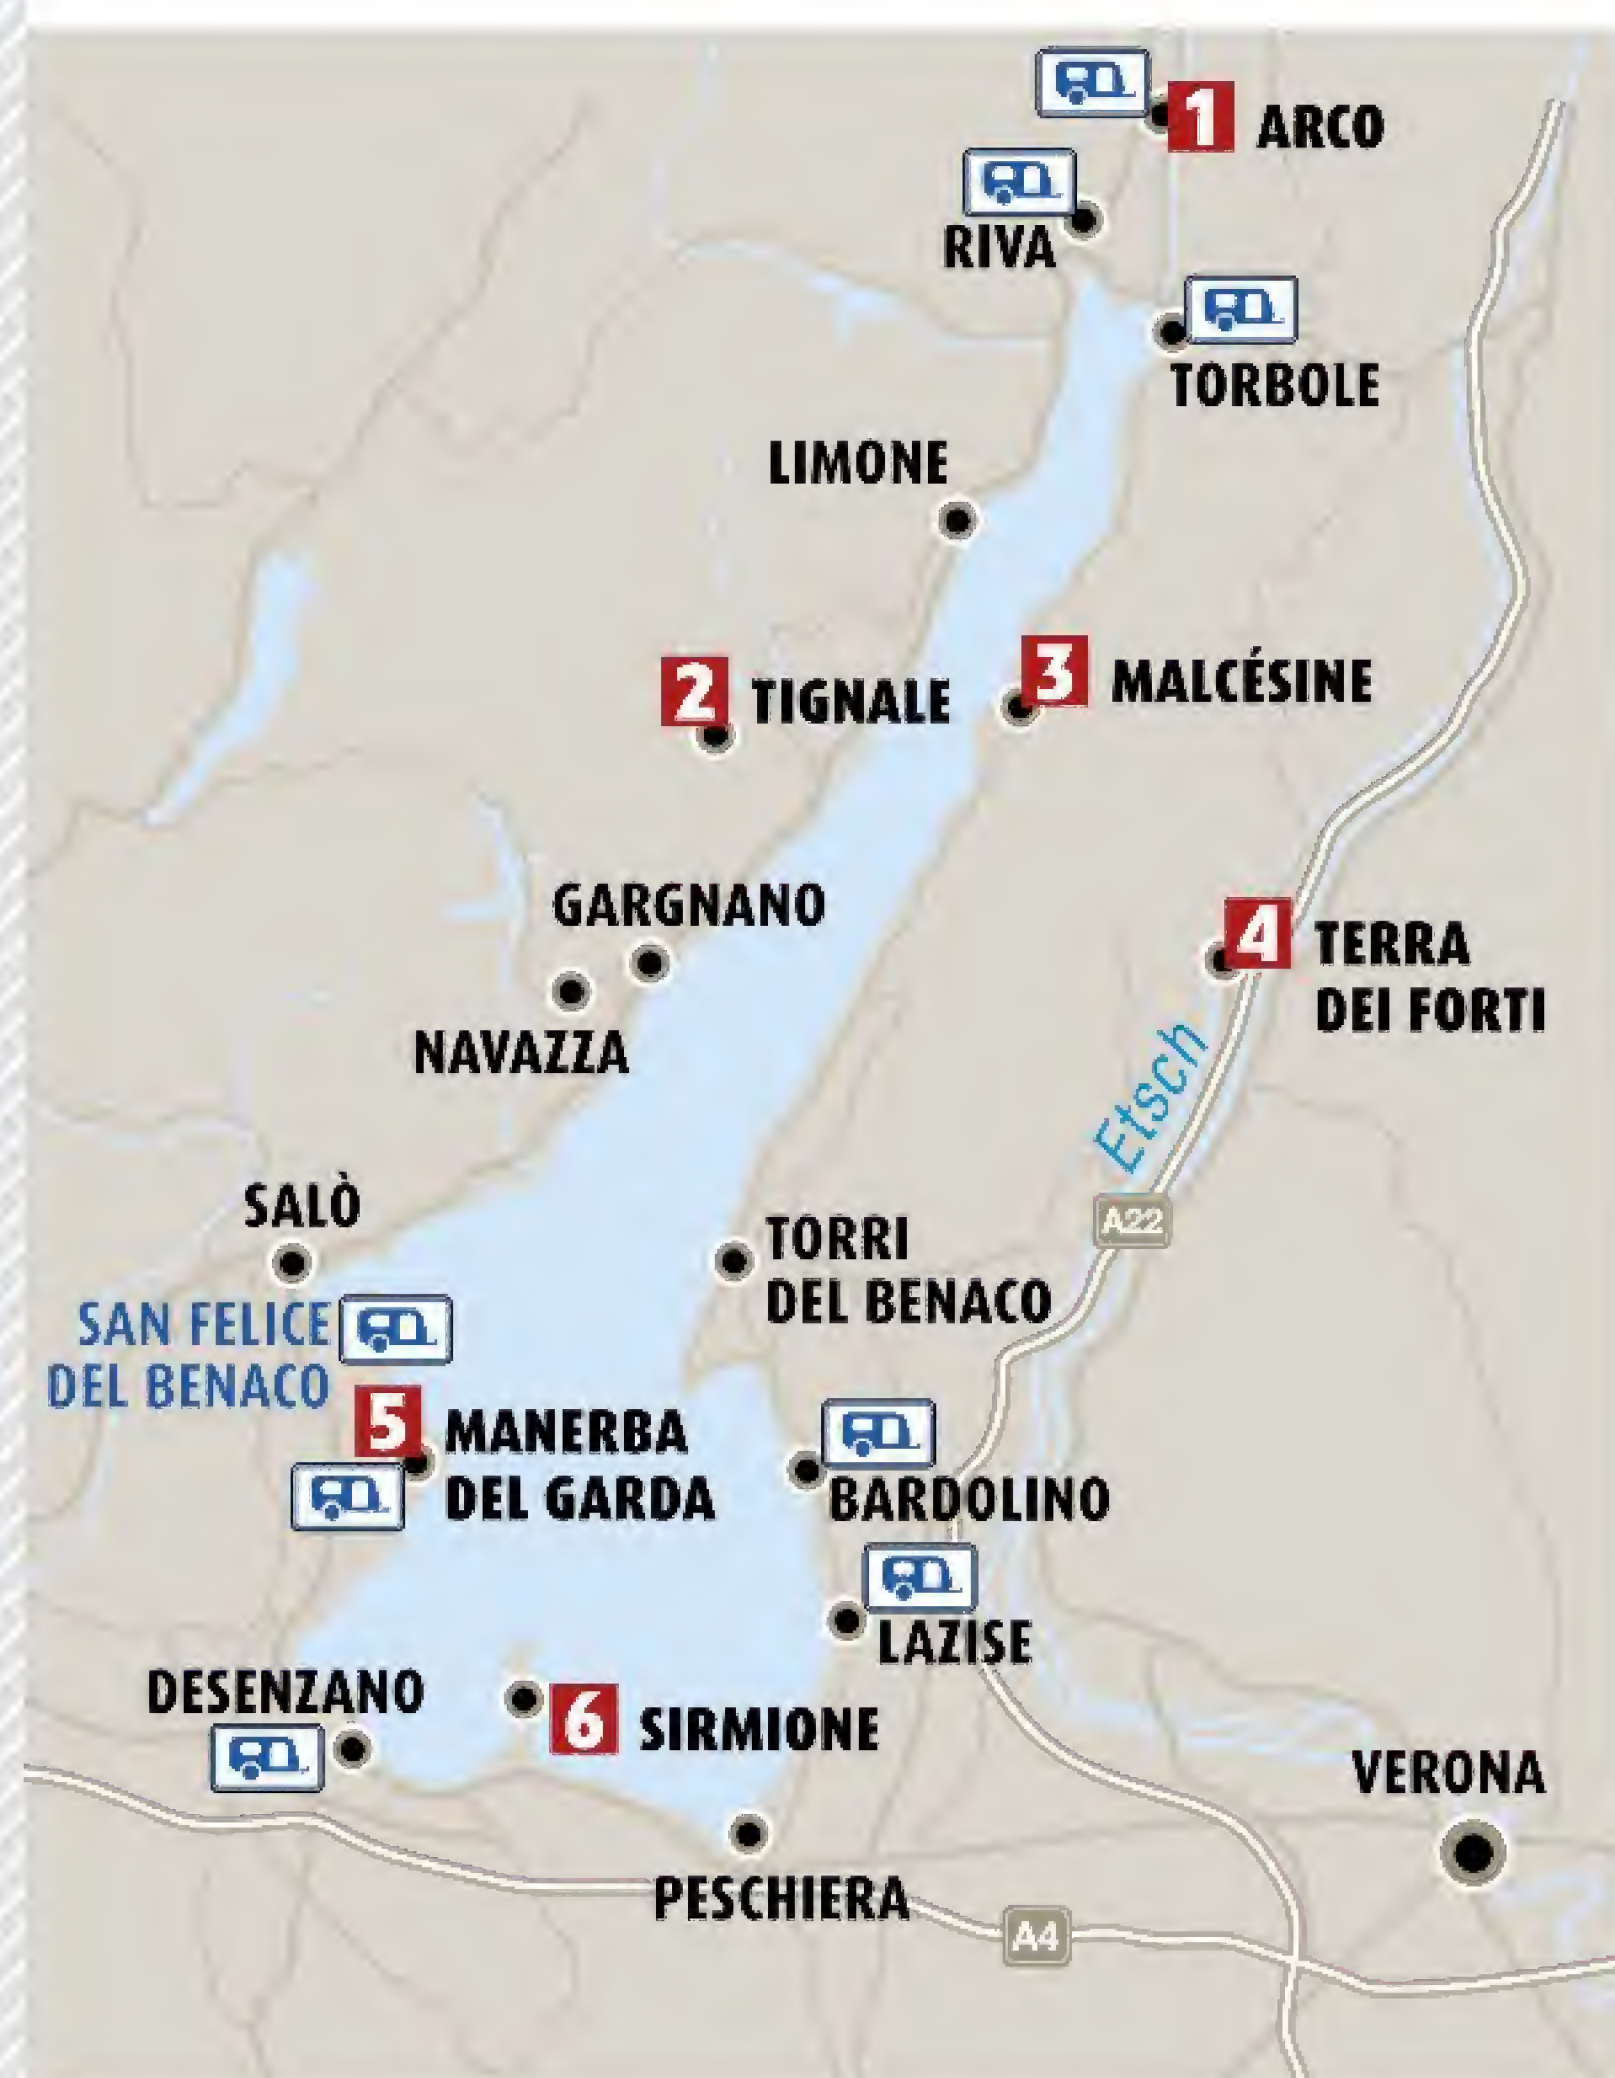 1 ARCO
RIVA
TORBOLE
LIMONE
2 TIGNALE
3 MALCÉSINE
GARGNANO
NAVAZZA
4 TERRA
DEI FORTI
Etsch
A22
SALÒ
TORRI
DEL BENACO
SAN FELICE
DEL BENACO
5 MANERBA
DEL GARDA
BARDOLINO
LAZISE
DESENZANO
6 SIRMIONE
VERONA
PESCHIERA
A4